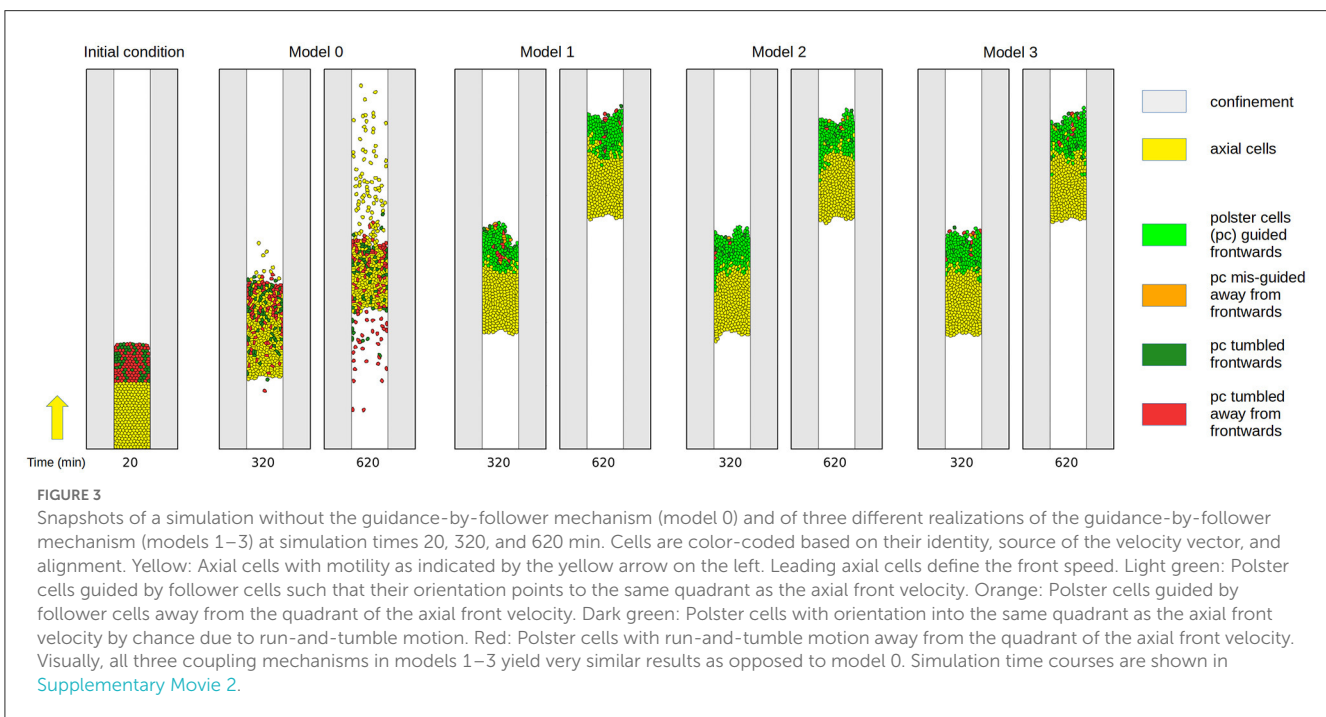 Initial condition
Model 0
Model 1
Model 2
Model 3
confinement
axial cells
polster cells
(pc) guided
frontwards
pc mis-guided
away from
frontwards
pc tumbled
frontwards
pc tumbled
away from
frontwards
Time (min)
20
320
620
320
620
320
620
320
620
FIGURE 3
Snapshots of a simulation without the guidance-by-follower mechanism (model 0) and of three different realizations of the guidance-by-follower
mechanism (models 1–3) at simulation times 20, 320, and 620 min. Cells are color-coded based on their identity, source of the velocity vector, and
alignment. Yellow: Axial cells with motility as indicated by the yellow arrow on the left. Leading axial cells define the front speed. Light green: Polster
cells guided by follower cells such that their orientation points to the same quadrant as the axial front velocity. Orange: Polster cells guided by
follower cells away from the quadrant of the axial front velocity. Dark green: Polster cells with orientation into the same quadrant as the axial front
velocity by chance due to run-and-tumble motion. Red: Polster cells with run-and-tumble motion away from the quadrant of the axial front velocity.
Visually, all three coupling mechanisms in models 1–3 yield very similar results as opposed to model 0. Simulation time courses are shown in
Supplementary Movie 2.